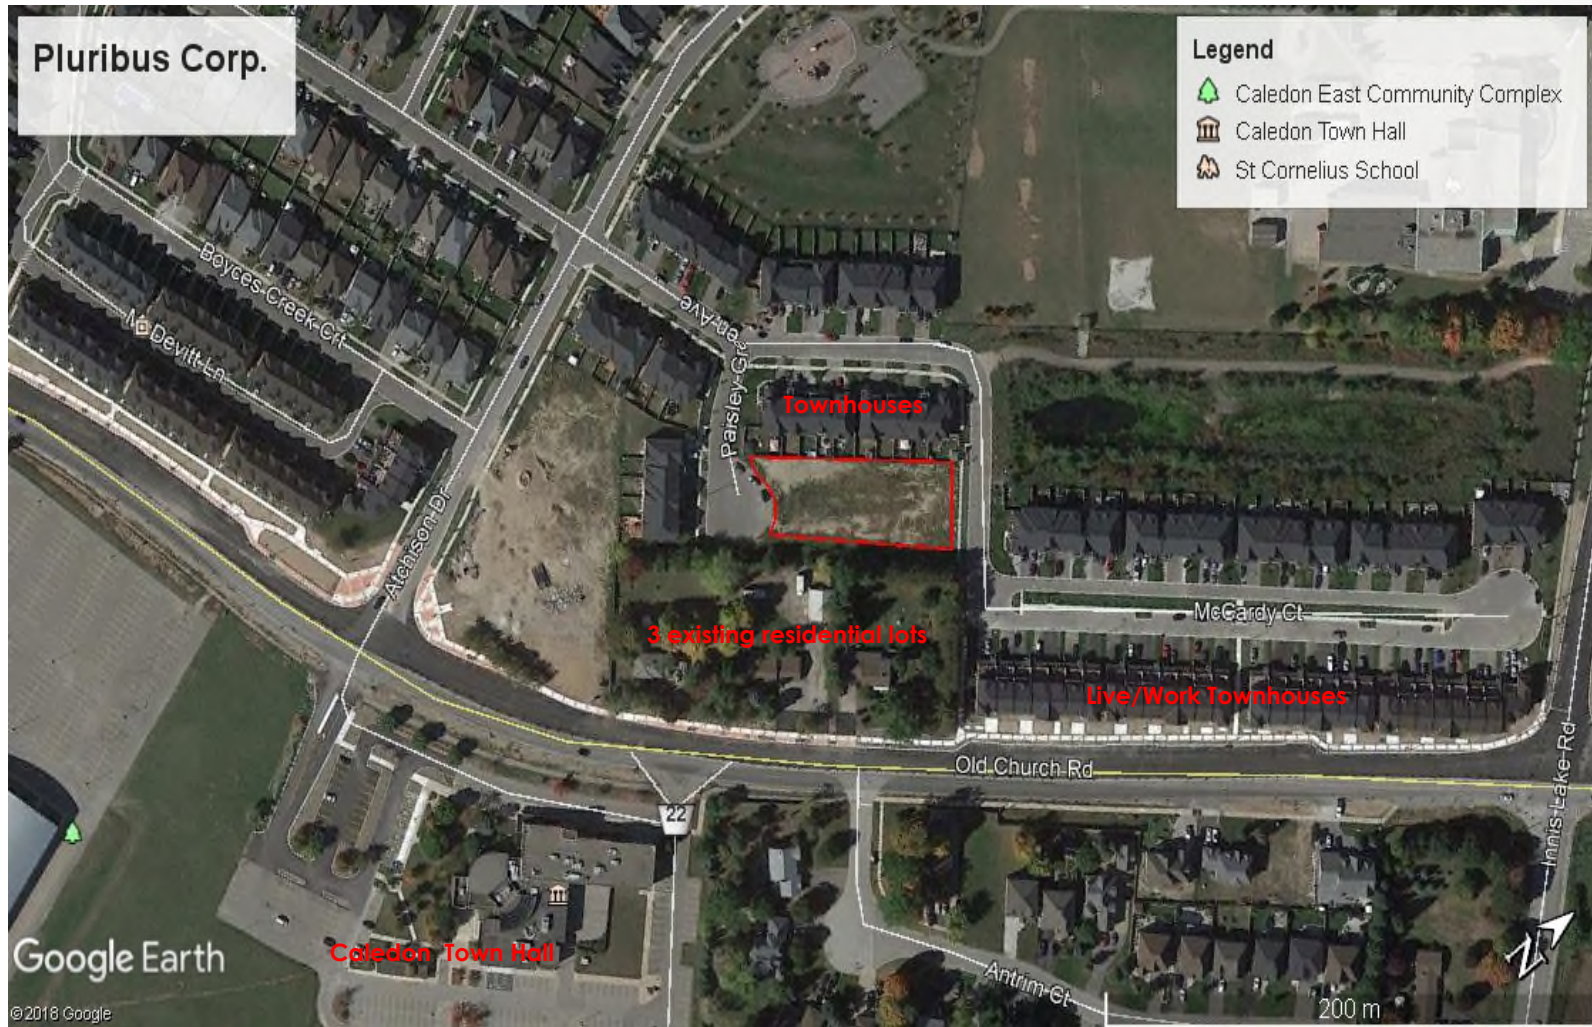 Pluribus Corp.
Legend
Caledon East Community Complex
Caledon Town Hall
St Cornelius School
Boyces Creek Crt
McDevitt Ln
Atchison Dr
Paisley Green Ave
Townhouses
3 existing residential lots
McCardy Ct
Live/Work Townhouses
Old Church Rd
22
Innis Lake Rd
Caledon Town Hall
Antrim Ct
Google Earth
©2018 Google
N
200 m